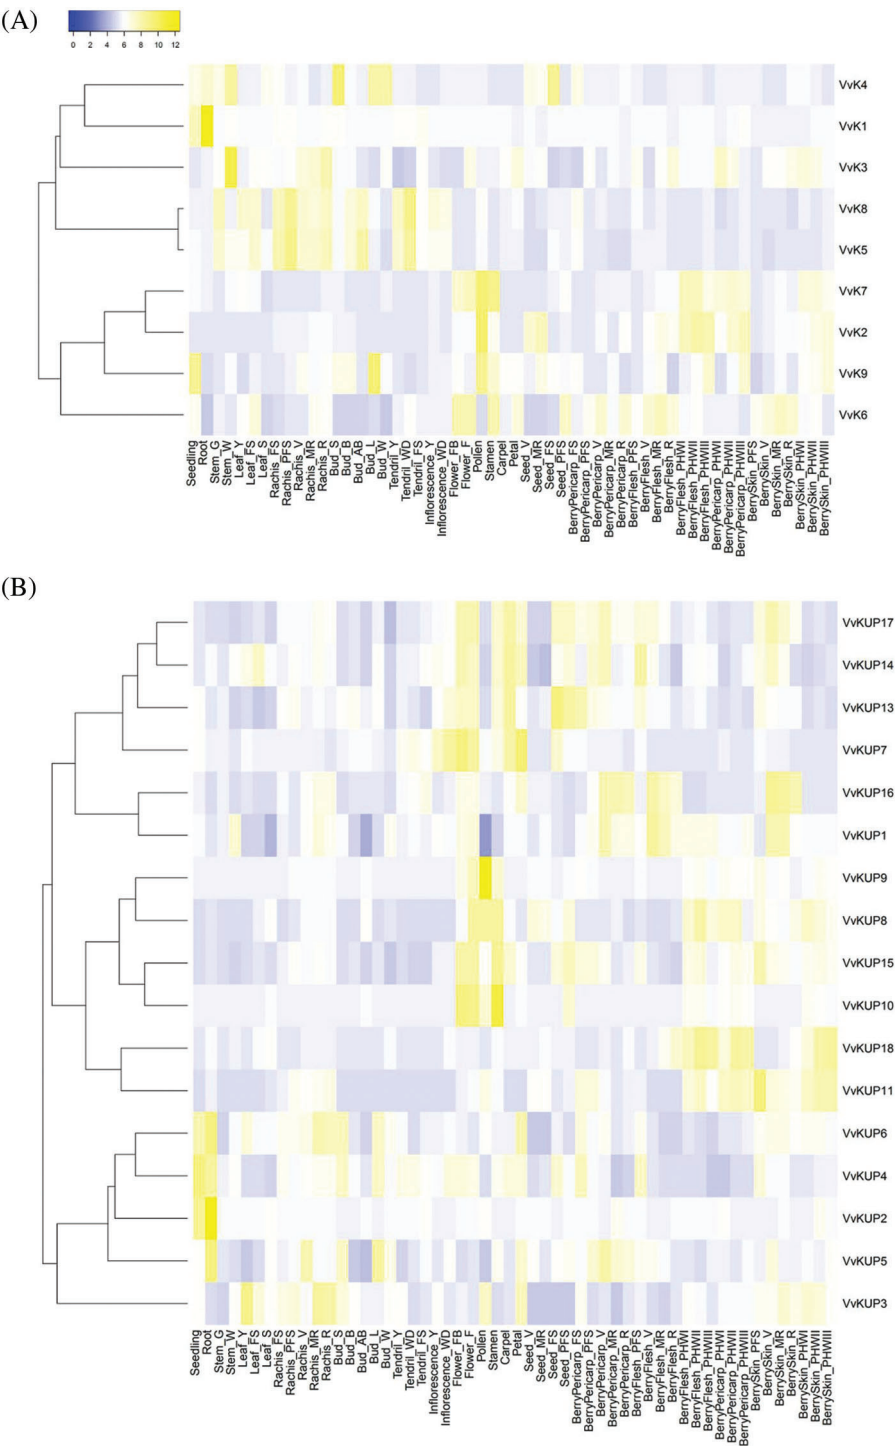 (A)
0 2 4 6 8 10 12
VvK4
VvK1
VvK3
VvK8
VvK5
VvK7
VvK2
VvK9
VvK6
Seedling
Root
Stem_G
Stem_W
Leaf_Y
Leaf_FS
Leaf_S
Rachis_FS
Rachis_PFS
Rachis_V
Rachis_MR
Rachis_R
Bud_S
Bud_B
Bud_AB
Bud_L
Bud_W
Tendril_Y
Tendril_WD
Tendril_FS
Inflorescence_Y
Inflorescence_WD
Flower_FB
Flower_F
Pollen
Stamen
Carpel
Petal
Seed_V
Seed_MR
Seed_FS
Seed_PFS
BerryPericarp_FS
BerryPericarp_PFS
BerryPericarp_V
BerryPericarp_MR
BerryPericarp_R
BerryFlesh_PFS
BerryFlesh_V
BerryFlesh_MR
BerryFlesh_R
BerryFlesh_PHWI
BerryFlesh_PHWII
BerryFlesh_PHWIII
BerryPericarp_PHWI
BerryPericarp_PHWII
BerryPericarp_PHWIII
BerrySkin_PFS
BerrySkin_V
BerrySkin_MR
BerrySkin_R
BerrySkin_PHWI
BerrySkin_PHWII
BerrySkin_PHWIII
(B)
VvKUP17
VvKUP14
VvKUP13
VvKUP7
VvKUP16
VvKUP1
VvKUP9
VvKUP8
VvKUP15
VvKUP10
VvKUP18
VvKUP11
VvKUP6
VvKUP4
VvKUP2
VvKUP5
VvKUP3
Seedling
Root
Stem_G
Stem_W
Leaf_Y
Leaf_FS
Leaf_S
Rachis_FS
Rachis_PFS
Rachis_V
Rachis_MR
Rachis_R
Bud_S
Bud_B
Bud_AB
Bud_L
Bud_W
Tendril_Y
Tendril_WD
Tendril_FS
Inflorescence_Y
Inflorescence_WD
Flower_FB
Flower_F
Pollen
Stamen
Carpel
Petal
Seed_V
Seed_MR
Seed_FS
Seed_PFS
BerryPericarp_FS
BerryPericarp_PFS
BerryPericarp_V
BerryPericarp_MR
BerryPericarp_R
BerryFlesh_PFS
BerryFlesh_V
BerryFlesh_MR
BerryFlesh_R
BerryFlesh_PHWI
BerryFlesh_PHWII
BerryFlesh_PHWIII
BerryPericarp_PHWI
BerryPericarp_PHWII
BerryPericarp_PHWIII
BerrySkin_PFS
BerrySkin_V
BerrySkin_MR
BerrySkin_R
BerrySkin_PHWI
BerrySkin_PHWII
BerrySkin_PHWIII